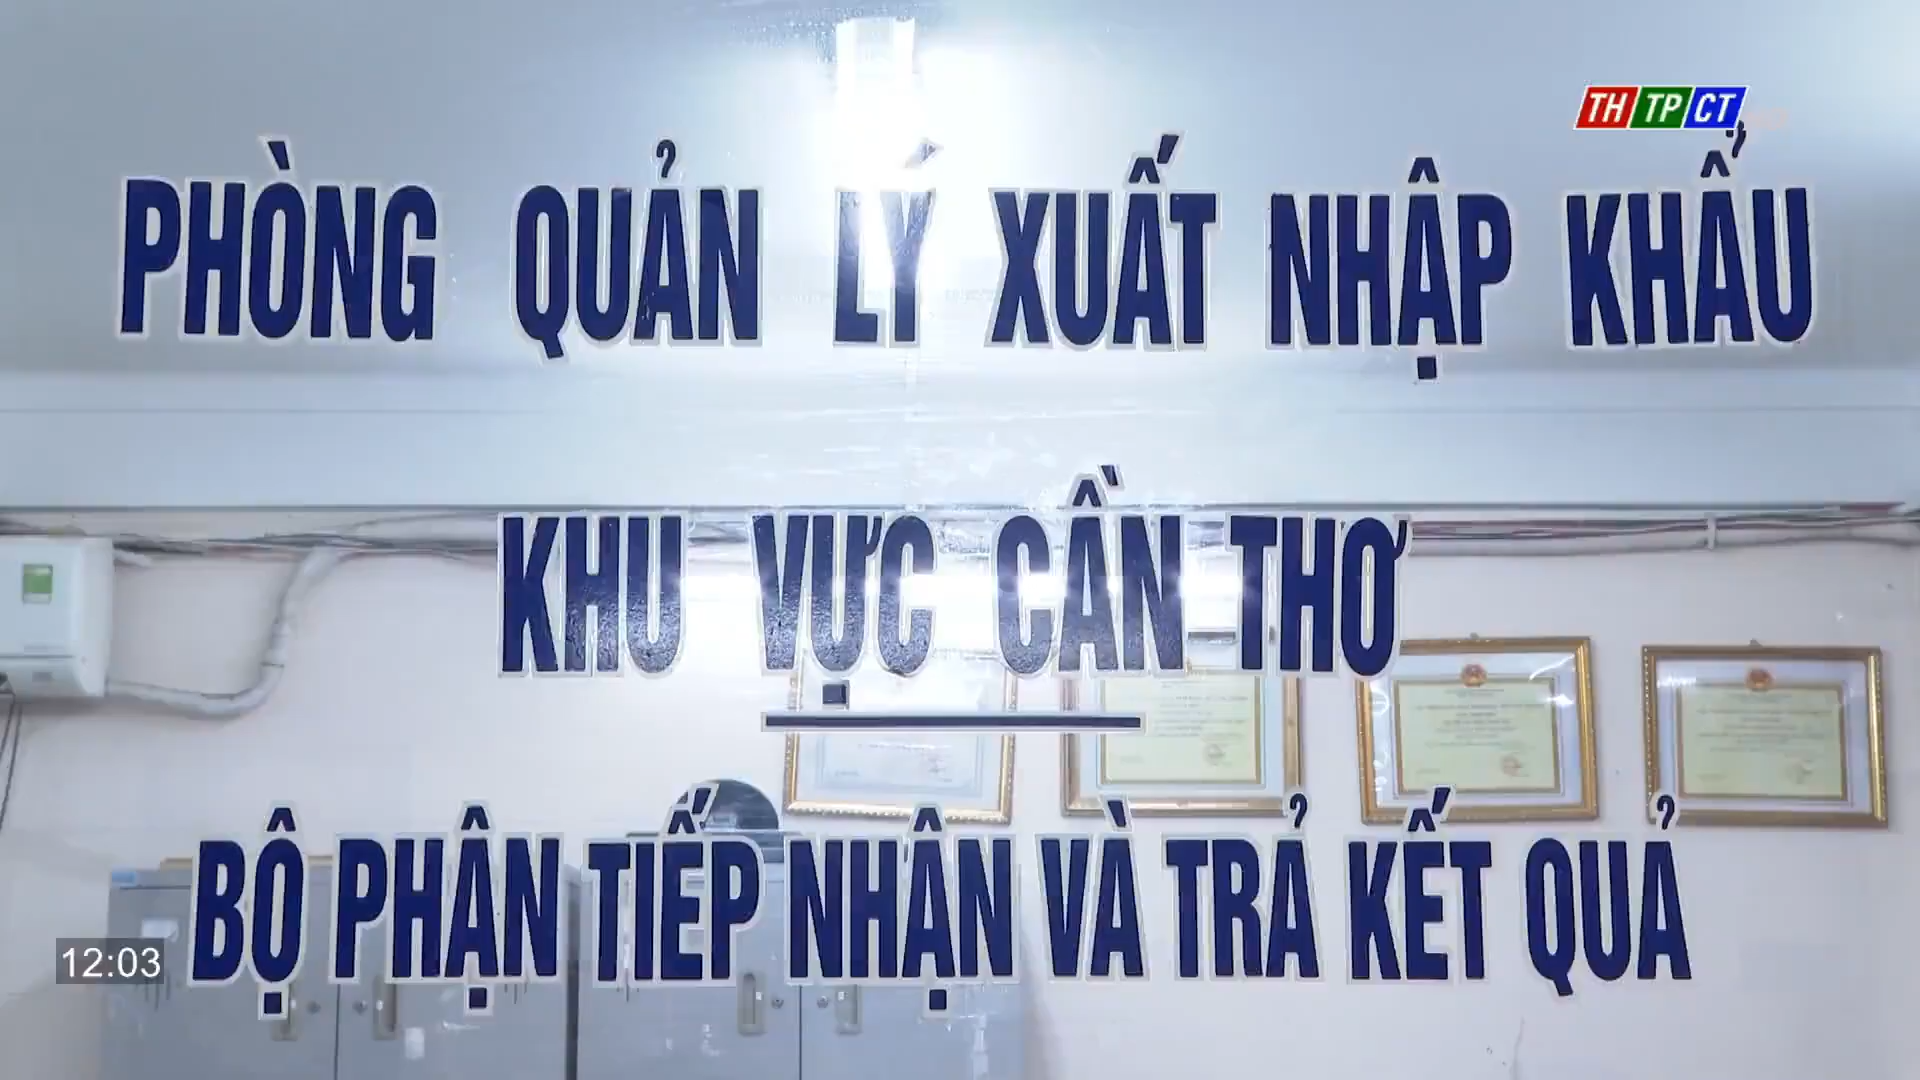 THTPCT
PHÒNG QUẢN LÝ XUẤT NHẬP KHẨU
KHU VỰC CẦN THƠ
BỘ PHẬN TIẾP NHẬN VÀ TRẢ KẾT QUẢ
12:03